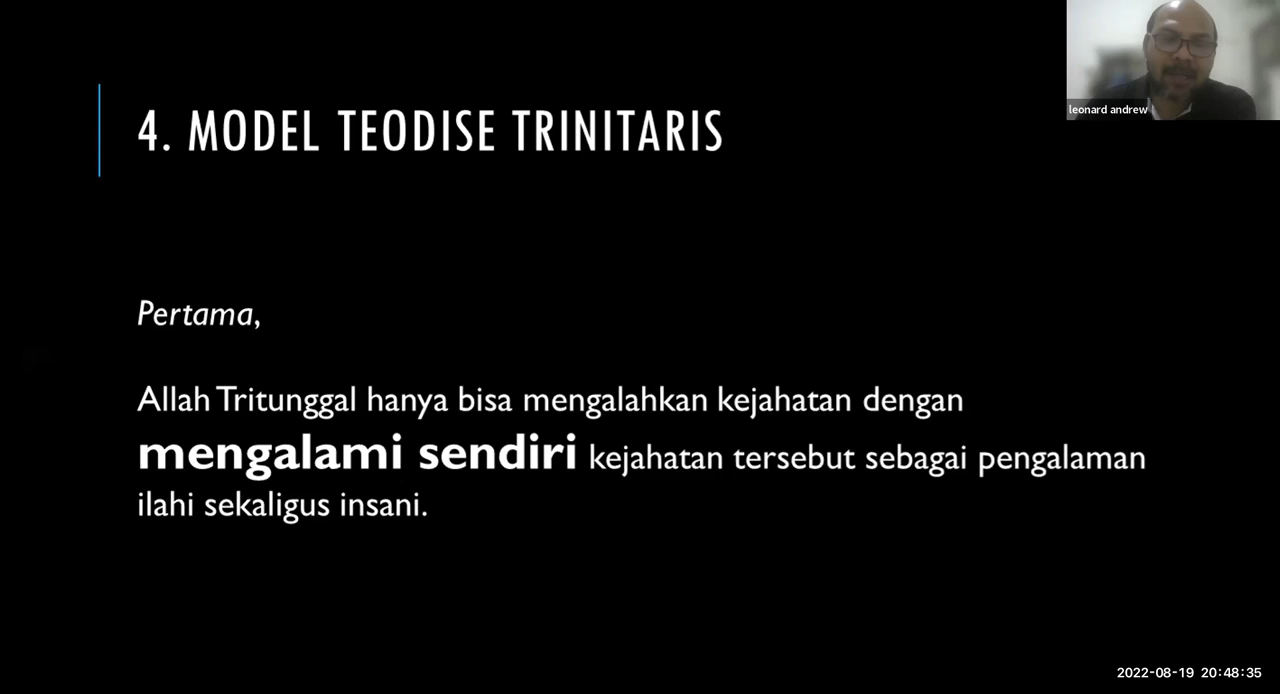 4. MODEL TEODISE TRINITARIS
leonard andrew
Pertama,
Allah Tritunggal hanya bisa mengalahkan kejahatan dengan
mengalami sendiri kejahatan tersebut sebagai pengalaman
ilahi sekaligus insani.
2022-08-19 20:48:35